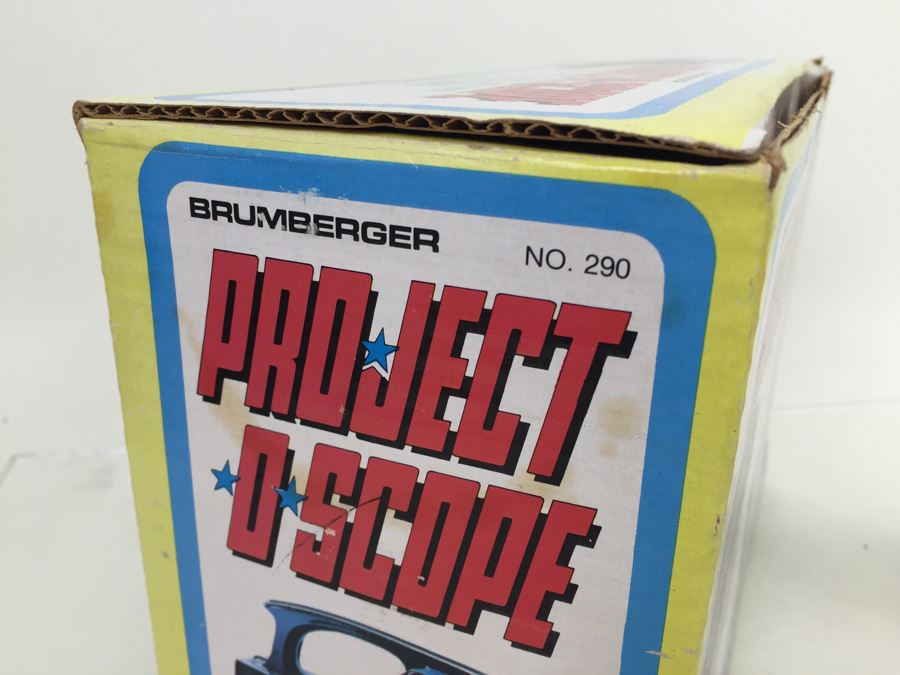 BRUMBERGER
NO. 290
PROJECT
O SCOPE